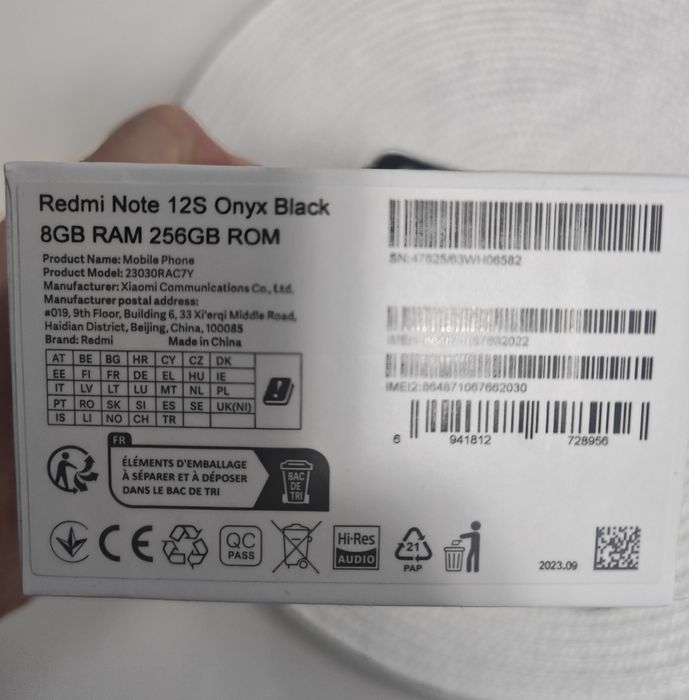 Redmi Note 12S Onyx Black
8GB RAM 256GB ROM
Product Name: Mobile Phone
Product Model: 23030RAC7Y
Manufacturer: Xiaomi Communications Co., Ltd.
Manufacturer postal address:
#019, 9th Floor, Building 6, 33 Xi'erqi Middle Road,
Haidian District, Beijing, China, 100085
Brand: Redmi Made in China
AT BE BG HR CY CZ DK
EE FI FR DE EL HU IE
IT LV LT LU MT NL PL
PT RO SK SI ES SE UK(NI)
IS LI NO CH TR
FR
ÉLÉMENTS D'EMBALLAGE
À SÉPARER ET À DÉPOSER
DANS LE BAC DE TRI
BAC
DE
TRI
CE
QC
PASS
Hi-Res
AUDIO
21
PAP
IMEI2:864871067662030
6 941812 728956
2023.09